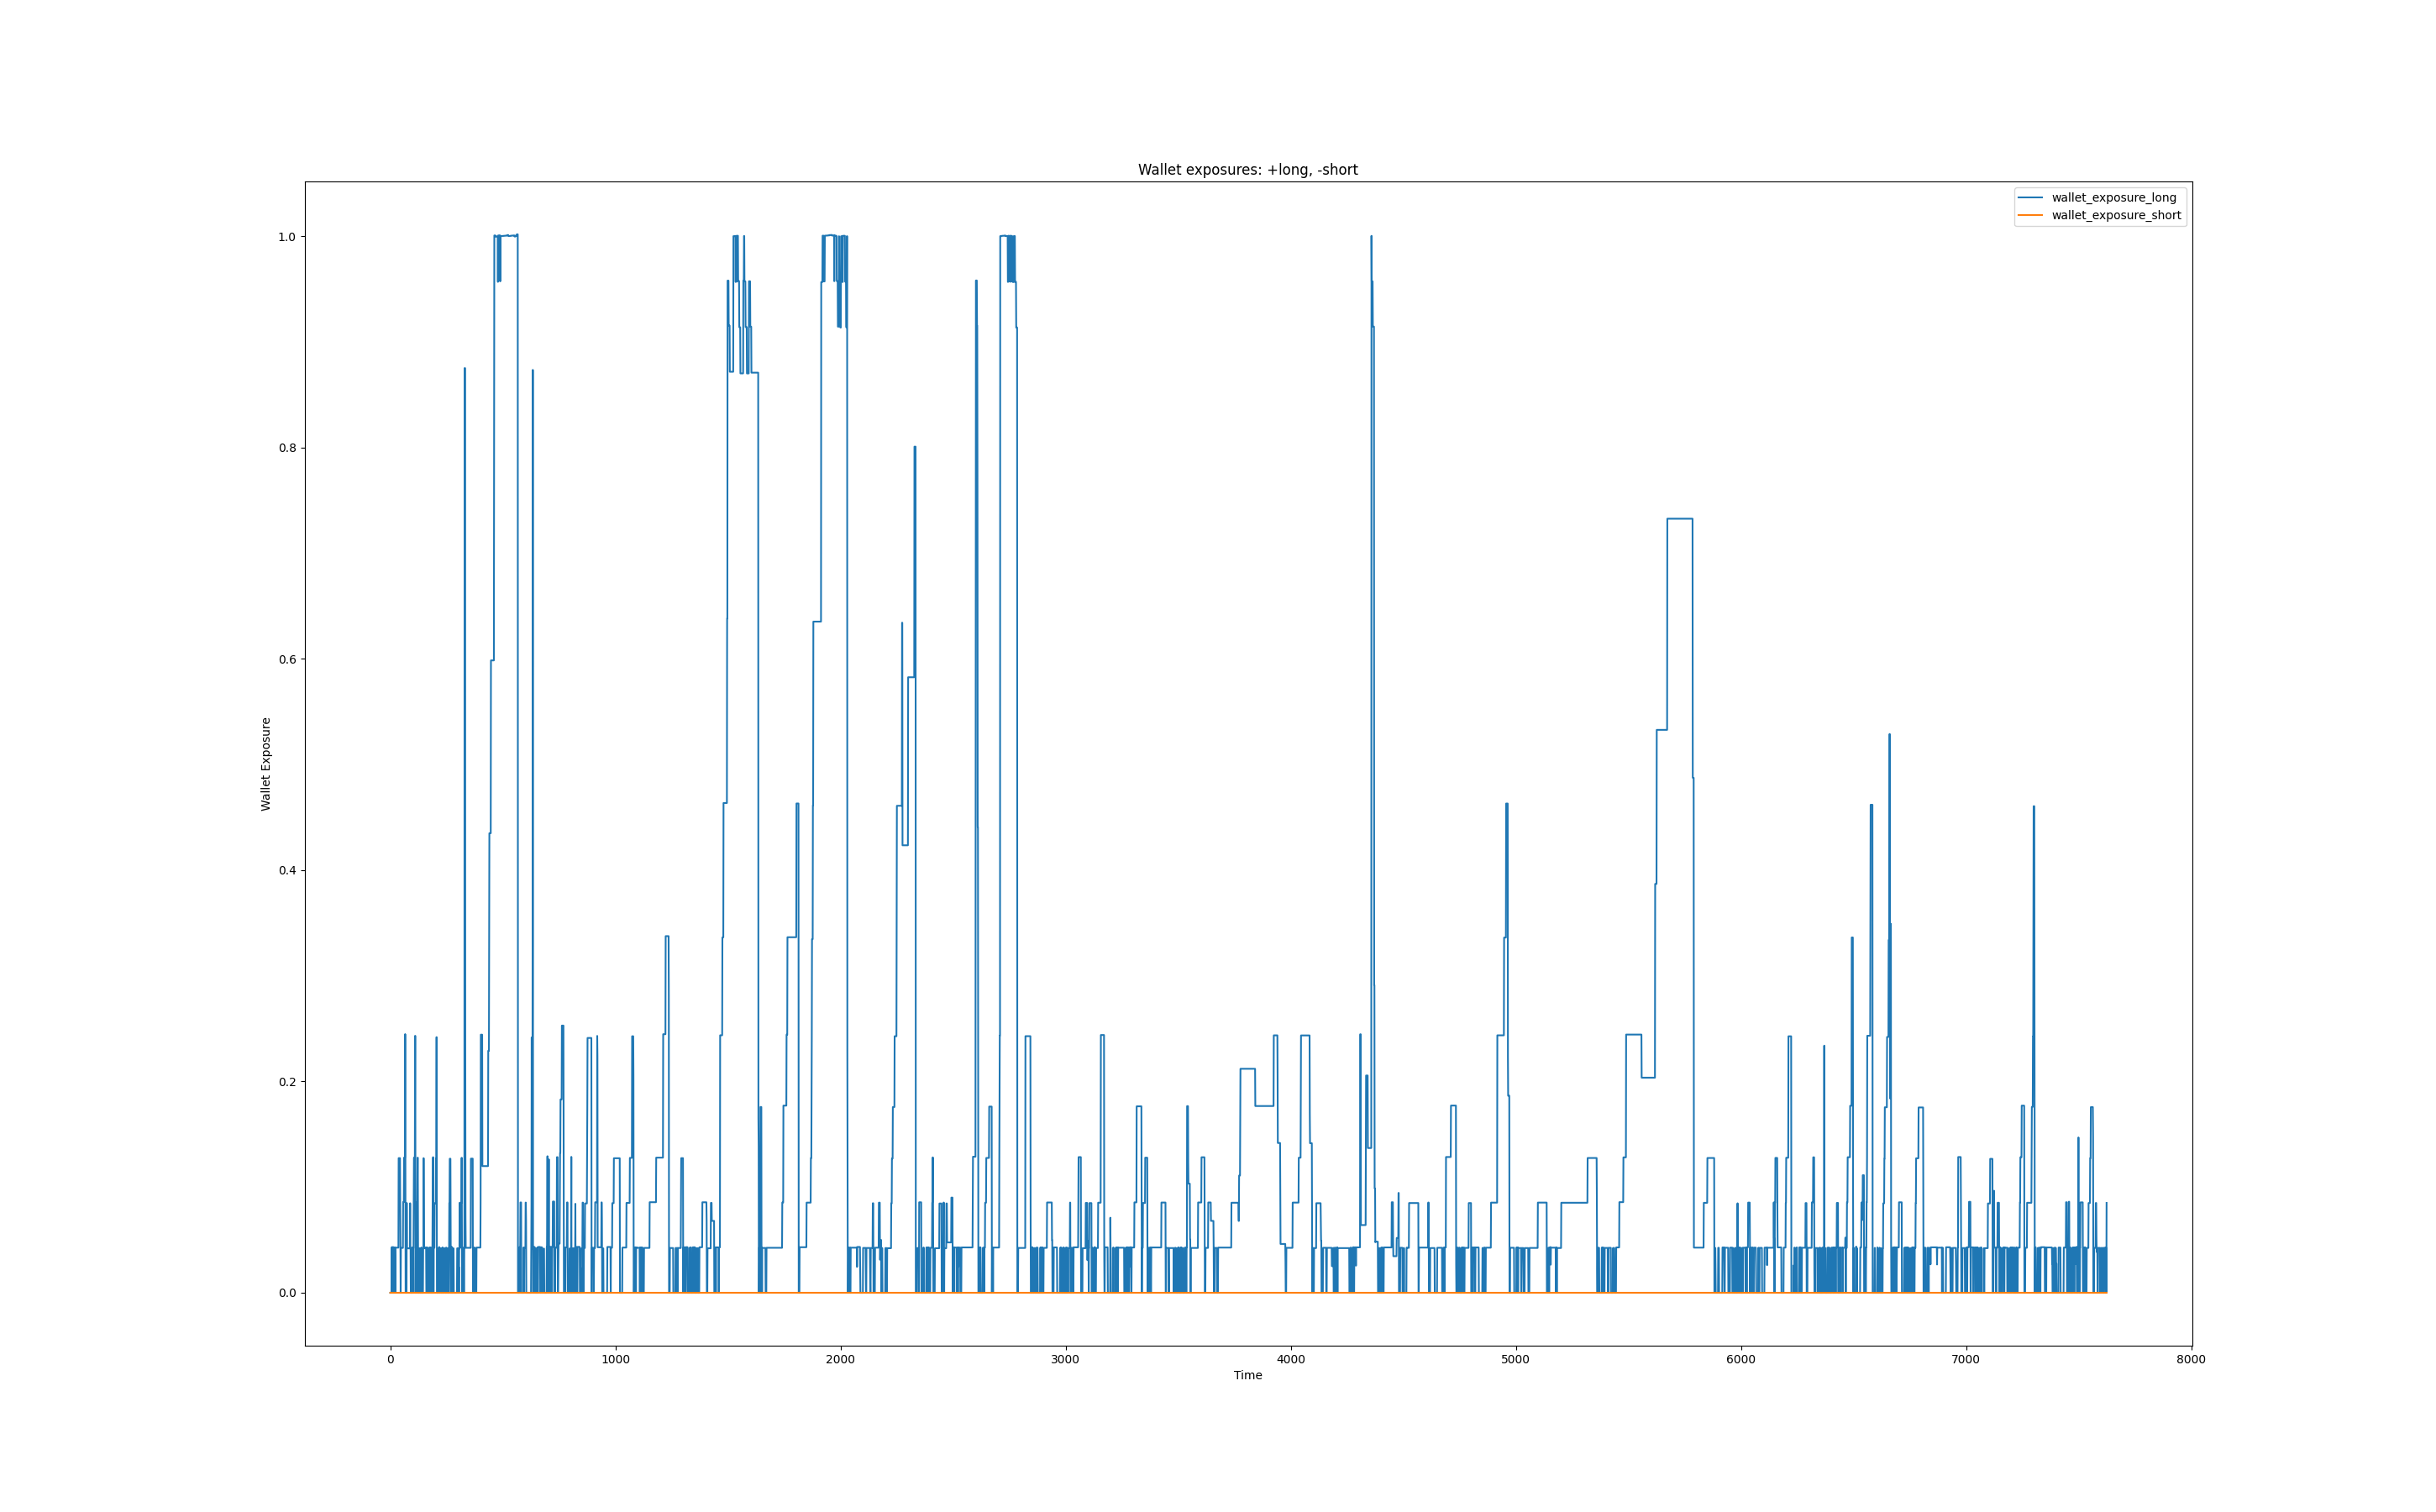 Wallet exposures: +long, -short
wallet_exposure_long
wallet_exposure_short
1.0
0.8
0.6
0.4
0.2
0.0
Wallet Exposure
0 1000 2000 3000 4000 5000 6000 7000 8000
Time